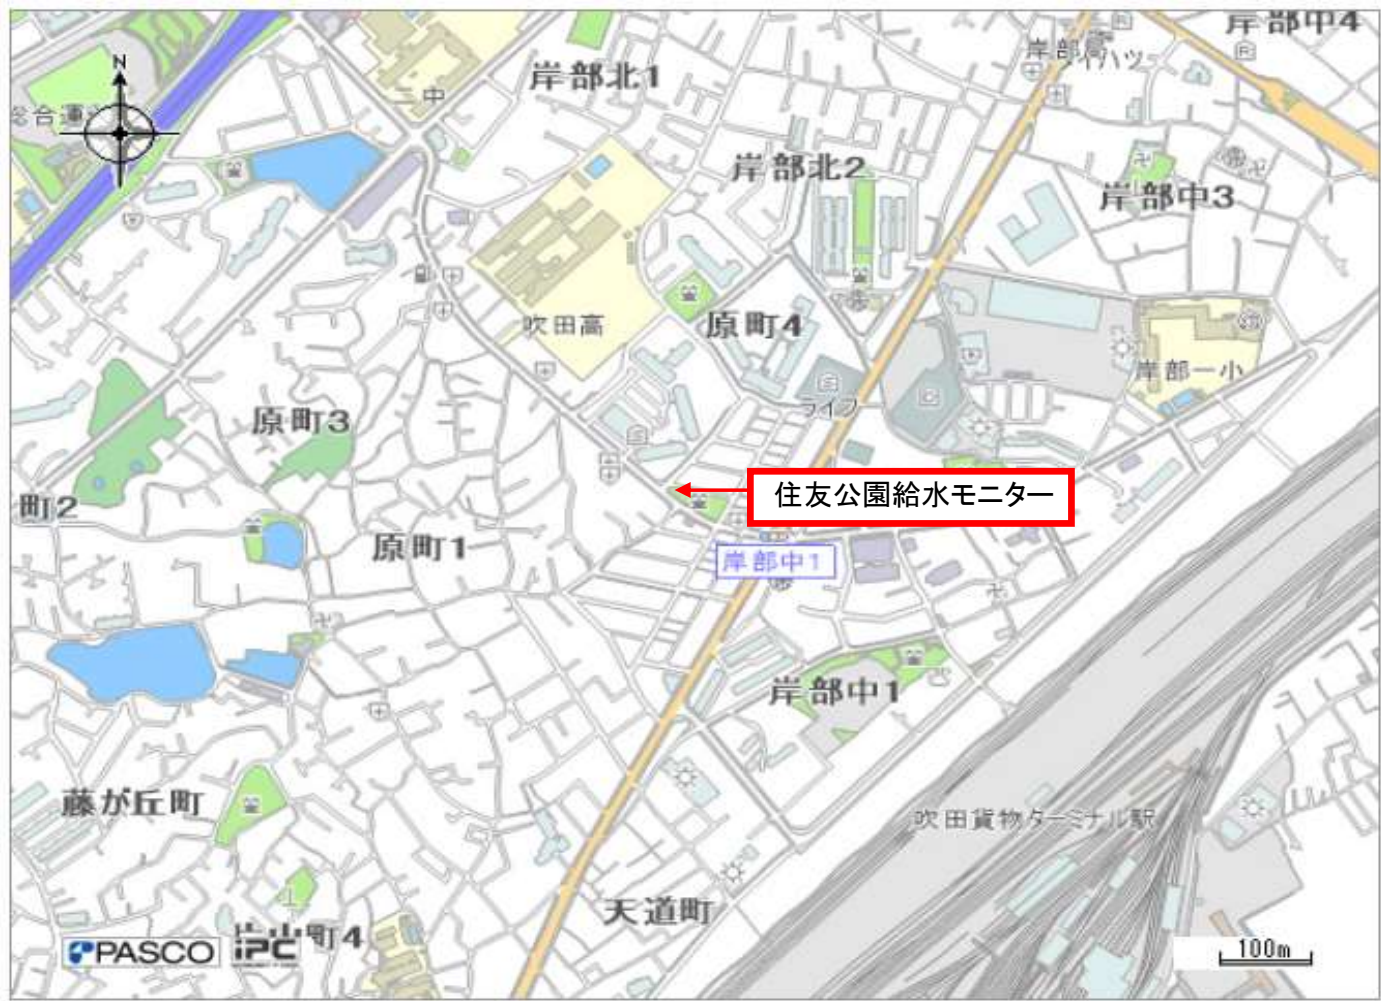 岸部中4
岸部北1
N
二中
岸部北2
岸部中3
吹田高
原町4
岸部一小
ライフ
原町3
住友公園給水モニター
町2
原町1
岸部中1
岸部中1
藤が丘町
吹田貨物ターミナル駅
天道町
町4
PASCO
iPC
100m